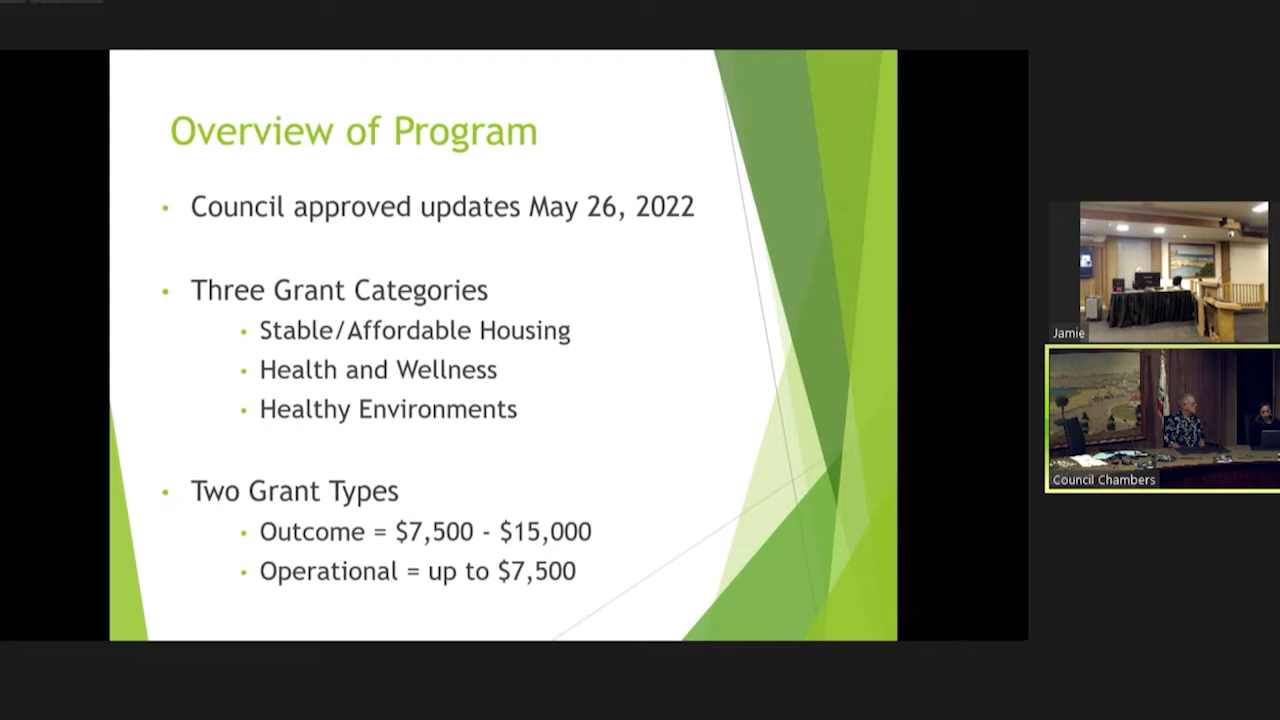 Overview of Program
• Council approved updates May 26, 2022
• Three Grant Categories
• Stable/Affordable Housing
• Health and Wellness
• Healthy Environments
• Two Grant Types
• Outcome = $7,500 - $15,000
• Operational = up to $7,500
Jamie
Council Chambers